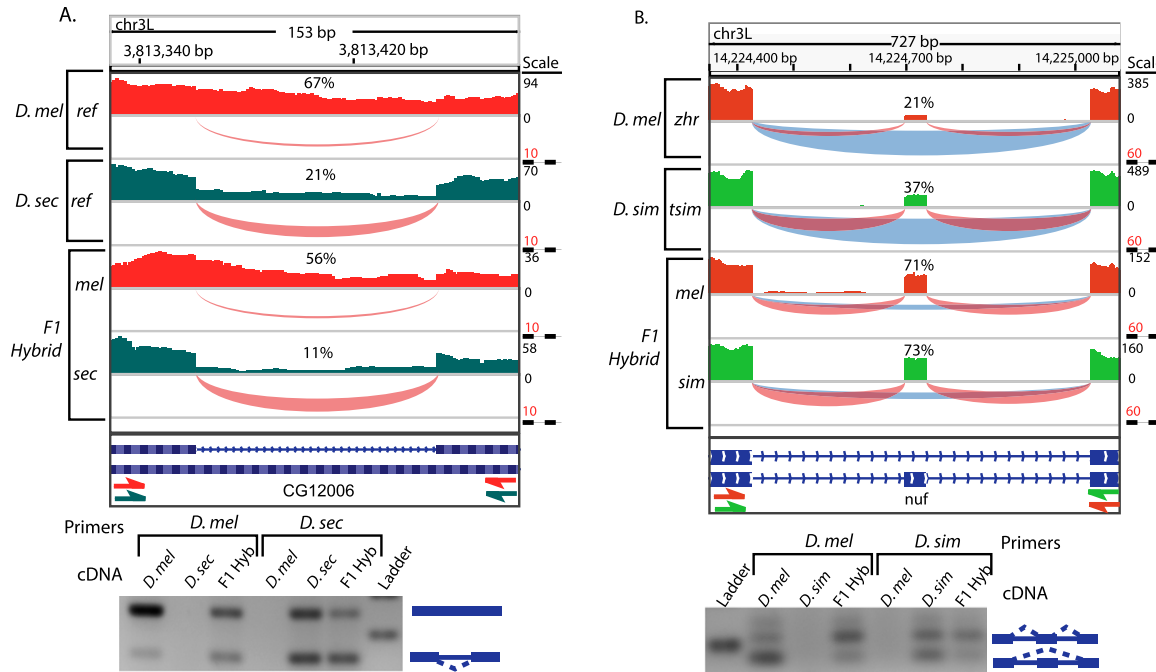 A.
chr3L
153 bp
3,813,340 bp
3,813,420 bp
Scale
D. mel
ref
67%
94
0
10
D. sec
ref
21%
70
0
10
F1
Hybrid
mel
56%
36
0
10
sec
11%
58
0
10
CG12006
Primers
D. mel
D. sec
cDNA
D. mel
D. sec
F1 Hyb
D. mel
D. sec
F1 Hyb
Ladder
B.
chr3L
727 bp
14,224,400 bp
14,224,700 bp
14,225,000 bp
Scal
D. mel
zhr
21%
385
0
60
D. sim
tsim
37%
489
0
60
F1
Hybrid
mel
71%
152
0
60
sim
73%
160
0
60
nuf
D. mel
D. sim
Primers
Ladder
D. mel
D. sim
F1 Hyb
D. mel
D. sim
F1 Hyb
cDNA